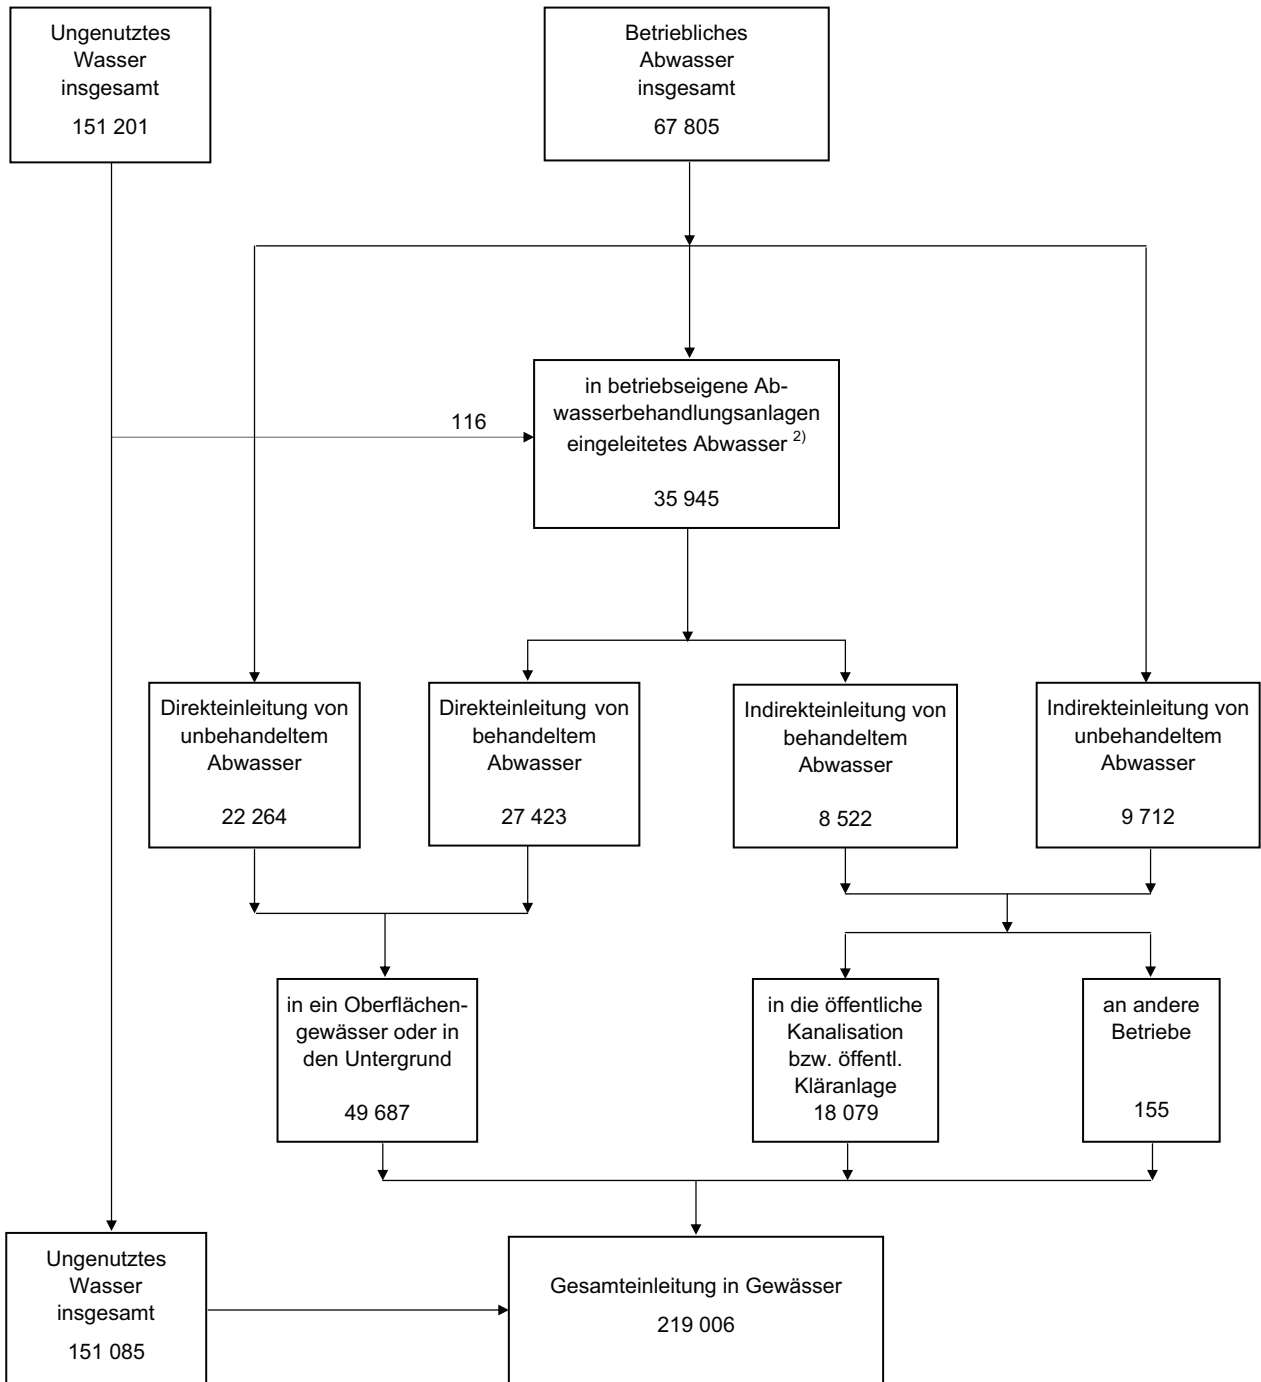 Ungenutztes
Wasser
insgesamt
151 201
Betriebliches
Abwasser
insgesamt
67 805
116
in betriebseigene Ab-
wasserbehandlungsanlagen
eingeleitetes Abwasser 2)
35 945
Direkteinleitung von
unbehandeltem
Abwasser
22 264
Direkteinleitung von
behandeltem
Abwasser
27 423
Indirekteinleitung von
behandeltem
Abwasser
8 522
Indirekteinleitung von
unbehandeltem
Abwasser
9 712
in ein Oberflächen-
gewässer oder in
den Untergrund
49 687
in die öffentliche
Kanalisation
bzw. öffentl.
Kläranlage
18 079
an andere
Betriebe
155
Ungenutztes
Wasser
insgesamt
151 085
Gesamteinleitung in Gewässer
219 006